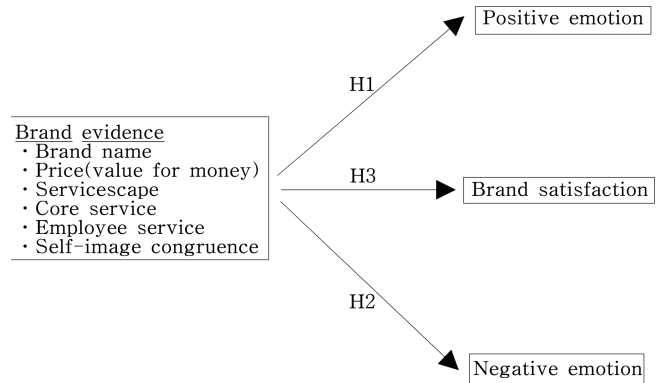 Positive emotion
H1
Brand evidence
· Brand name
· Price(value for money)
· Servicescape
· Core service
· Employee service
· Self-image congruence
H3
Brand satisfaction
H2
Negative emotion